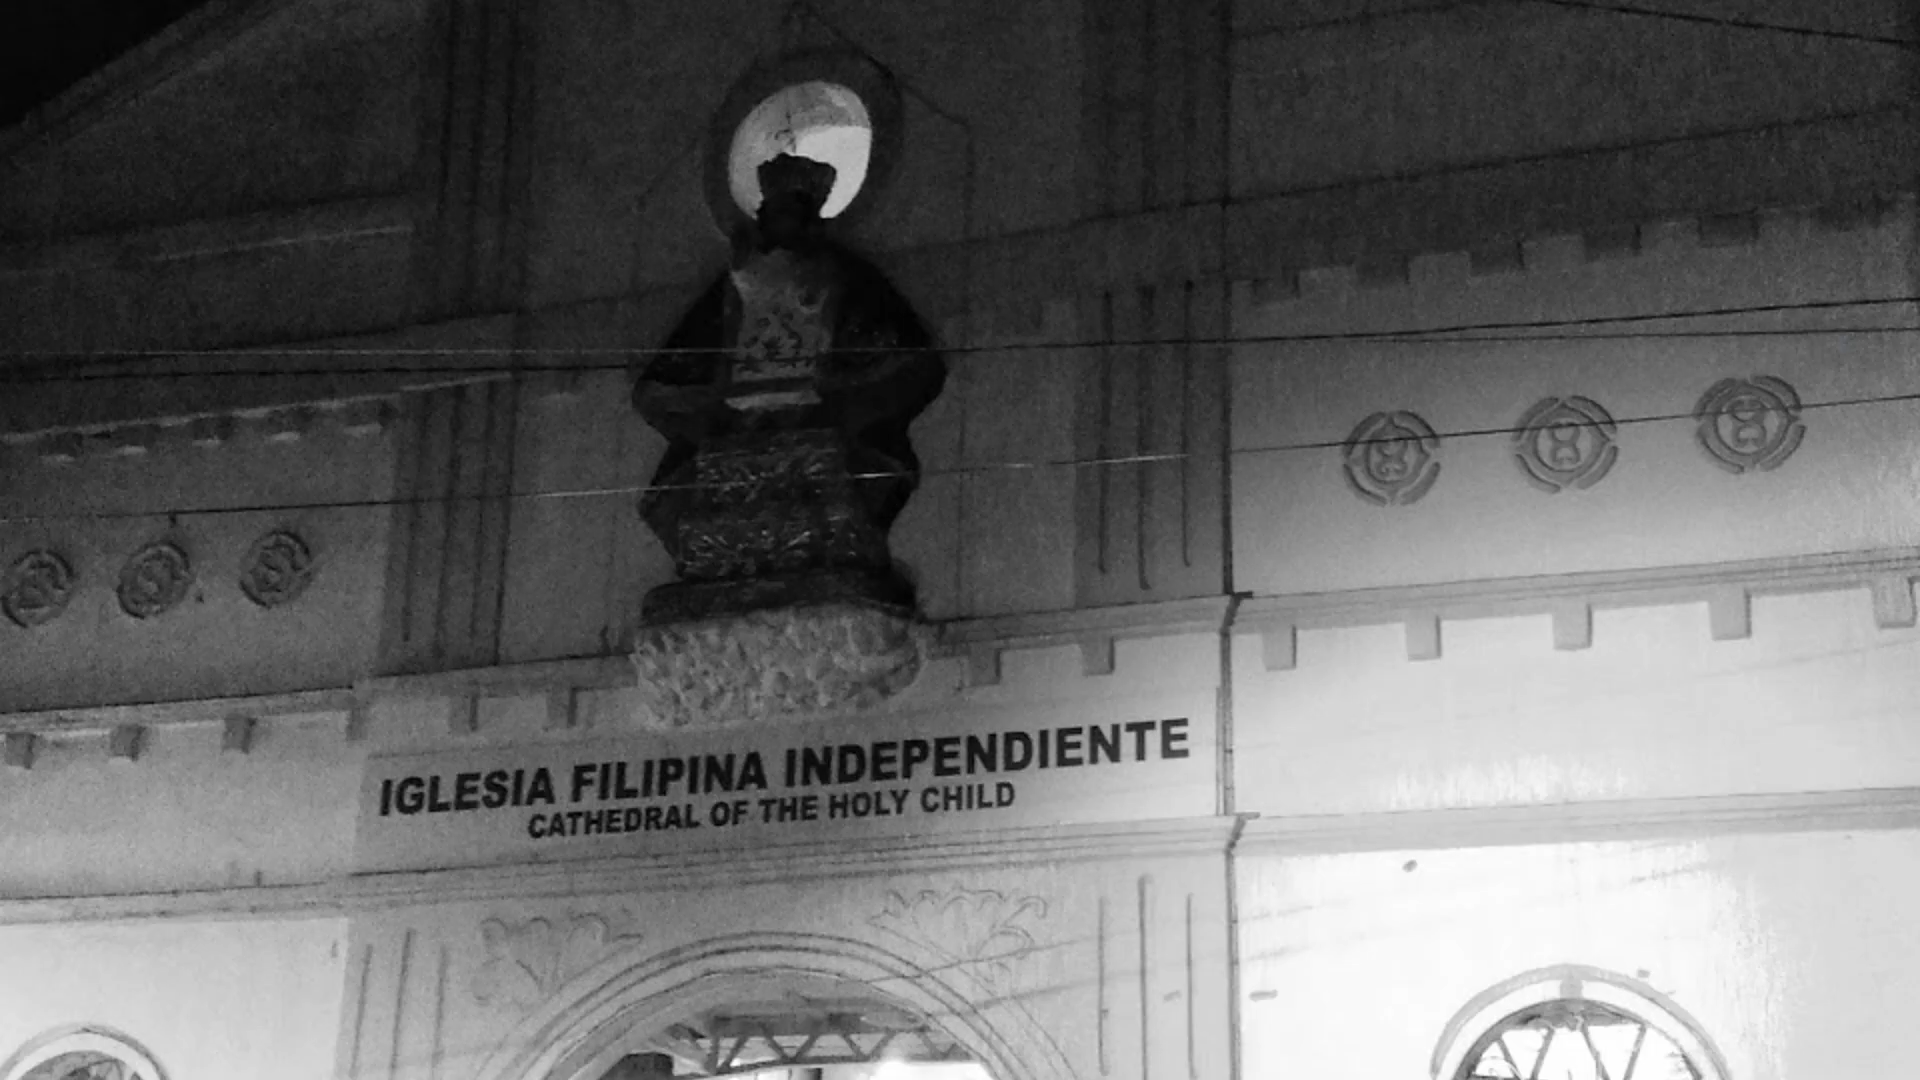 IGLESIA FILIPINA INDEPENDIENTE
CATHEDRAL OF THE HOLY CHILD